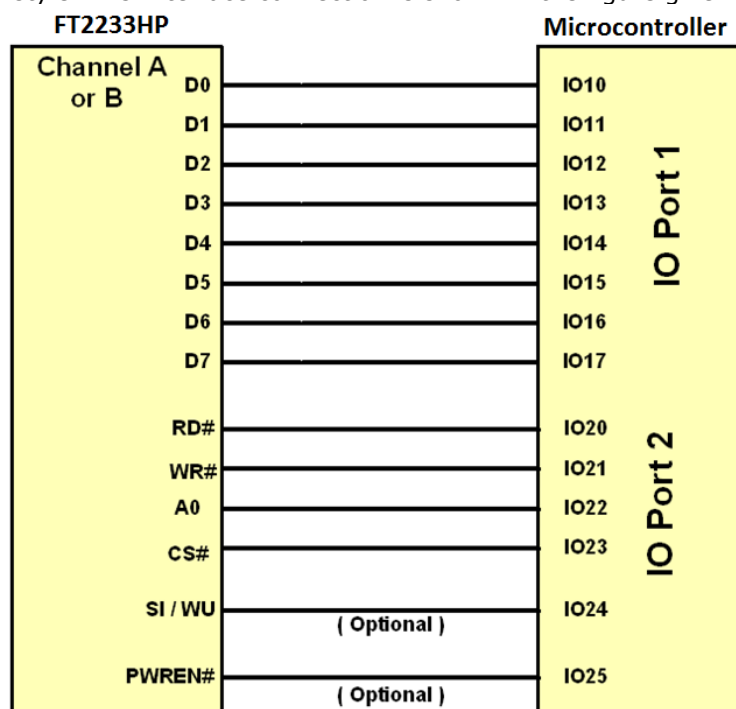 FT2233HP Microcontroller
Channel A
or B
D0 IO10
D1 IO11
D2 IO12
D3 IO13
D4 IO14
D5 IO15
D6 IO16
D7 IO17
IO Port 1
RD# IO20
WR# IO21
A0 IO22
CS# IO23
SI / WU ( Optional ) IO24
PWREN# ( Optional ) IO25
IO Port 2